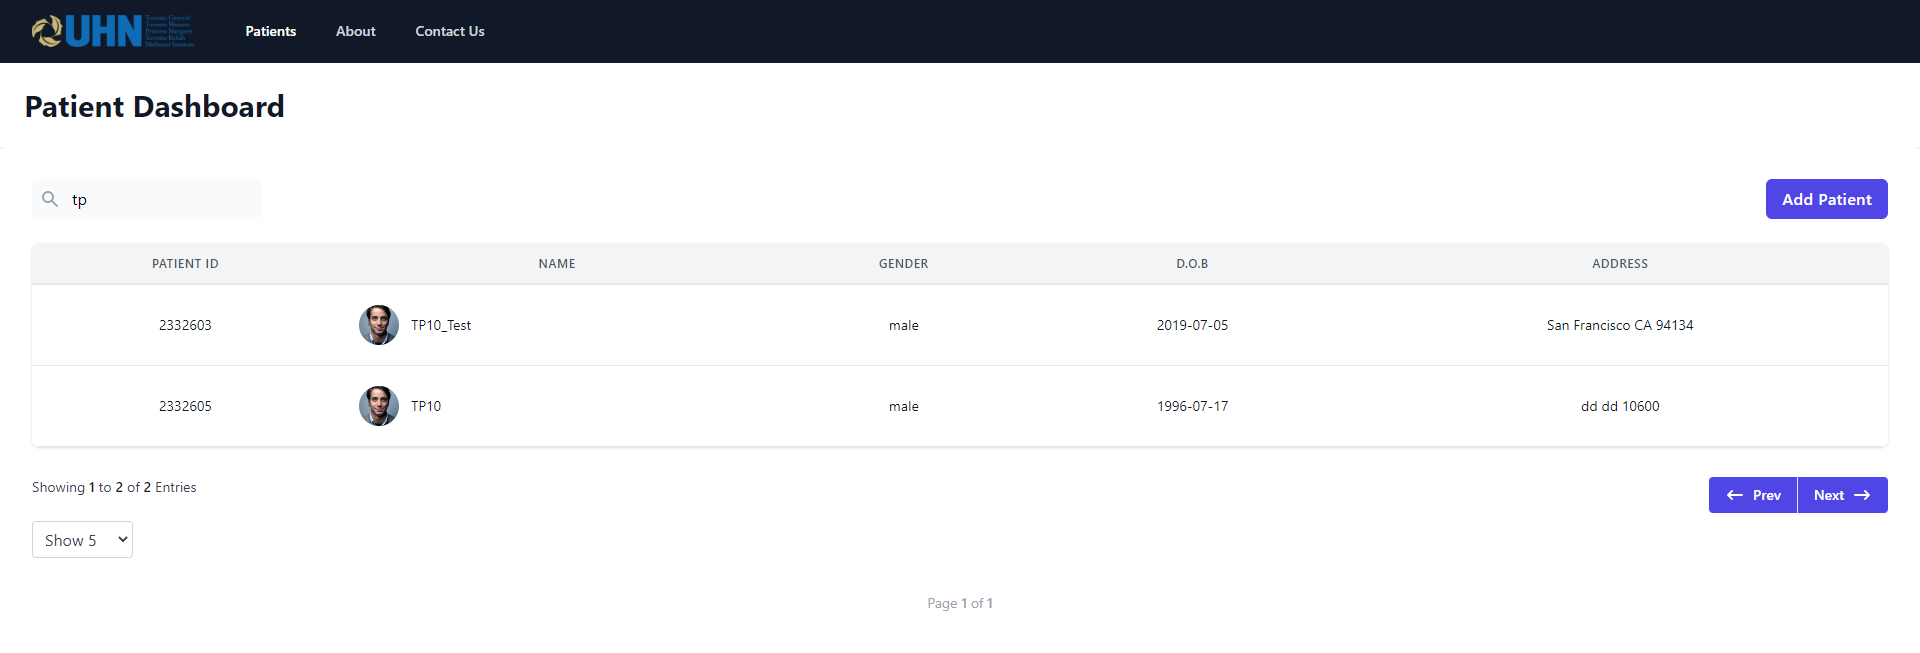 UHN
Toronto General
Toronto Western
Princess Margaret
Toronto Rehab
Michener Institute
Patients
About
Contact Us
Patient Dashboard
tp
Add Patient
PATIENT ID NAME GENDER D.O.B ADDRESS
2332603 TP10_Test male 2019-07-05 San Francisco CA 94134
2332605 TP10 male 1996-07-17 dd dd 10600
Showing 1 to 2 of 2 Entries
Prev
Next
Show 5
Page 1 of 1